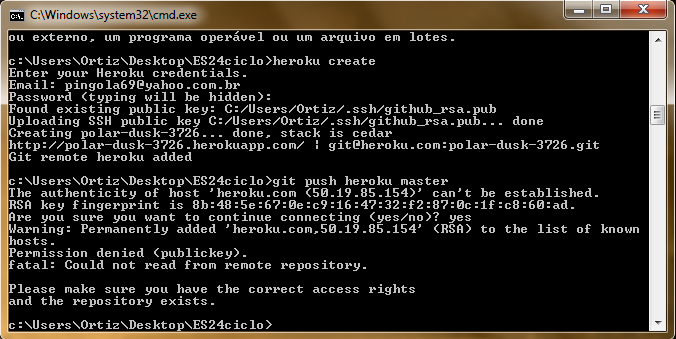 C:\Windows\system32\cmd.exe
ou externo, um programa operável ou um arquivo em lotes.
c:\Users\Ortiz\Desktop\ES24ciclo>heroku create
Enter your Heroku credentials.
Email: pingola69@yahoo.com.br
Password (typing will be hidden):
Found existing public key: C:/Users/Ortiz/.ssh/github_rsa.pub
Uploading SSH public key C:/Users/Ortiz/.ssh/github_rsa.pub... done
Creating polar-dusk-3726... done, stack is cedar
http://polar-dusk-3726.herokuapp.com/ | git@heroku.com:polar-dusk-3726.git
Git remote heroku added
c:\Users\Ortiz\Desktop\ES24ciclo>git push heroku master
The authenticity of host 'heroku.com (50.19.85.154)' can't be established.
RSA key fingerprint is 8b:48:5e:67:0e:c9:16:47:32:f2:87:0c:1f:c8:60:ad.
Are you sure you want to continue connecting (yes/no)? yes
Warning: Permanently added 'heroku.com,50.19.85.154' (RSA) to the list of known
hosts.
Permission denied (publickey).
fatal: Could not read from remote repository.
Please make sure you have the correct access rights
and the repository exists.
c:\Users\Ortiz\Desktop\ES24ciclo>